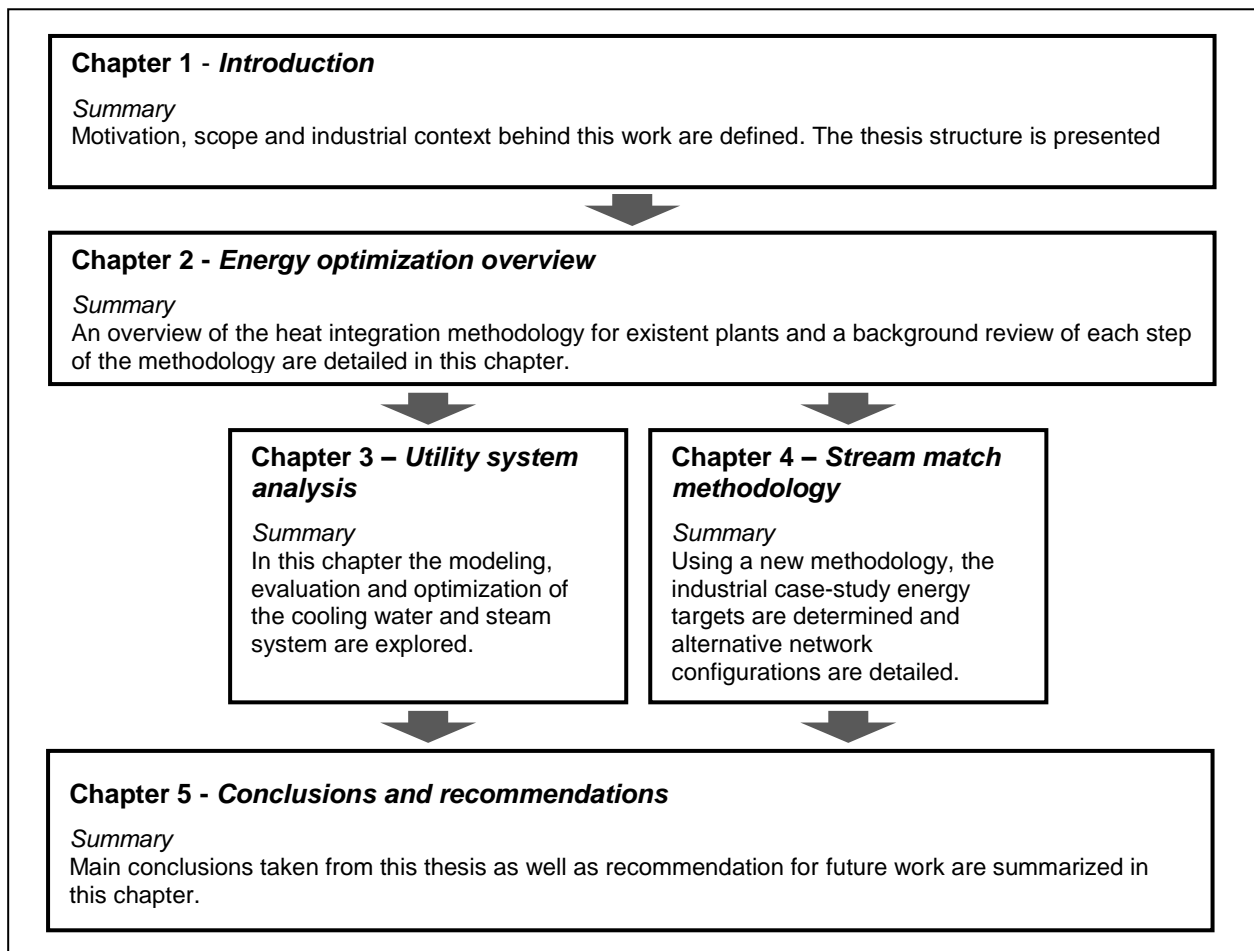 Chapter 1 - Introduction
Summary
Motivation, scope and industrial context behind this work are defined. The thesis structure is presented
Chapter 2 - Energy optimization overview
Summary
An overview of the heat integration methodology for existent plants and a background review of each step
of the methodology are detailed in this chapter.
Chapter 3 – Utility system
analysis
Summary
In this chapter the modeling,
evaluation and optimization of
the cooling water and steam
system are explored.
Chapter 4 – Stream match
methodology
Summary
Using a new methodology, the
industrial case-study energy
targets are determined and
alternative network
configurations are detailed.
Chapter 5 - Conclusions and recommendations
Summary
Main conclusions taken from this thesis as well as recommendation for future work are summarized in
this chapter.